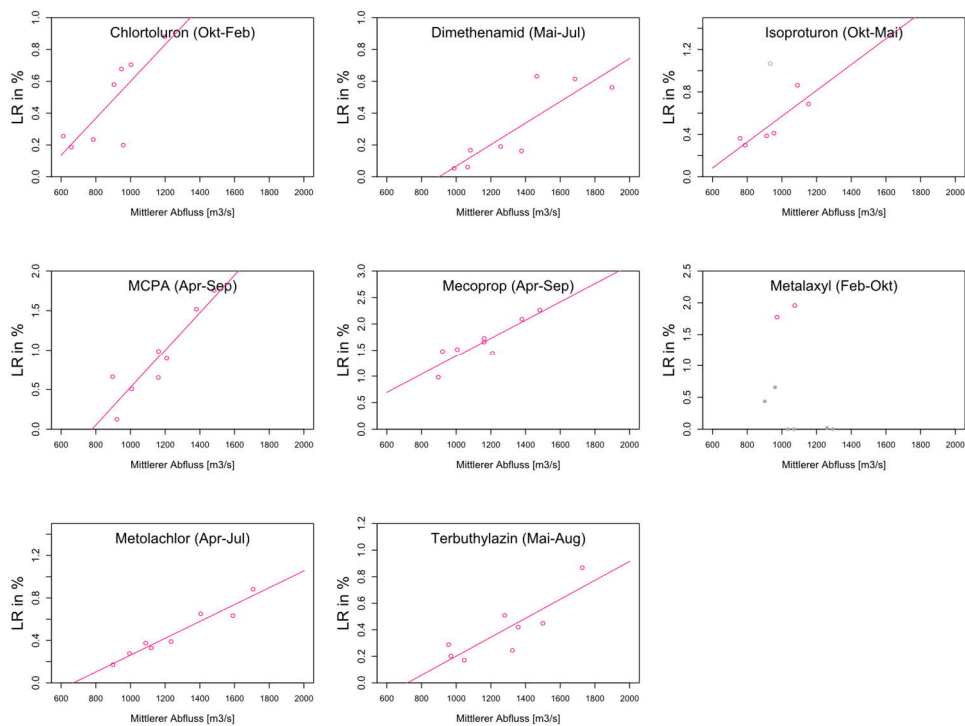 Chlortoluron (Okt-Feb)
LR in %
0.0 0.2 0.4 0.6 0.8 1.0
600 800 1000 1200 1400 1600 1800 2000
Mittlerer Abfluss [m3/s]
Dimethenamid (Mai-Jul)
LR in %
0.0 0.2 0.4 0.6 0.8 1.0
600 800 1000 1200 1400 1600 1800 2000
Mittlerer Abfluss [m3/s]
Isoproturon (Okt-Mai)
LR in %
0.0 0.4 0.8 1.2
600 800 1000 1200 1400 1600 1800 2000
Mittlerer Abfluss [m3/s]
MCPA (Apr-Sep)
LR in %
0.0 0.5 1.0 1.5 2.0
600 800 1000 1200 1400 1600 1800 2000
Mittlerer Abfluss [m3/s]
Mecoprop (Apr-Sep)
LR in %
0.0 0.5 1.0 1.5 2.0 2.5 3.0
600 800 1000 1200 1400 1600 1800 2000
Mittlerer Abfluss [m3/s]
Metalaxyl (Feb-Okt)
LR in %
0.0 0.5 1.0 1.5 2.0 2.5
600 800 1000 1200 1400 1600 1800 2000
Mittlerer Abfluss [m3/s]
Metolachlor (Apr-Jul)
LR in %
0.0 0.4 0.8 1.2
600 800 1000 1200 1400 1600 1800 2000
Mittlerer Abfluss [m3/s]
Terbuthylazin (Mai-Aug)
LR in %
0.0 0.2 0.4 0.6 0.8 1.0 1.2
600 800 1000 1200 1400 1600 1800 2000
Mittlerer Abfluss [m3/s]